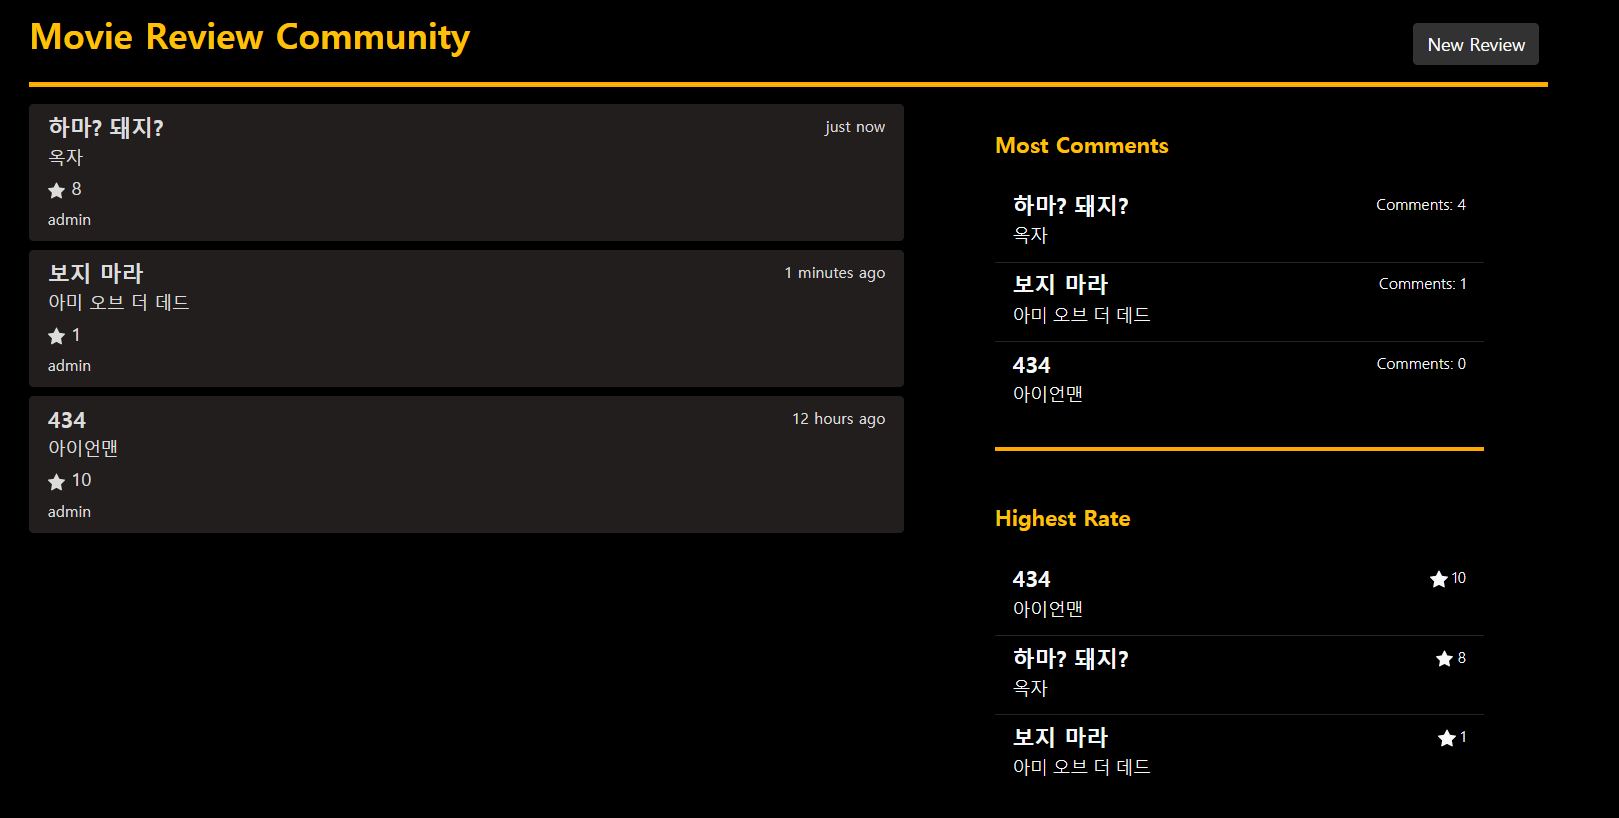 Movie Review Community
New Review
하마? 돼지?
just now
옥자
8
admin
보지 마라
1 minutes ago
아미 오브 더 데드
1
admin
434
12 hours ago
아이언맨
10
admin
Most Comments
하마? 돼지?
Comments: 4
옥자
보지 마라
Comments: 1
아미 오브 더 데드
434
Comments: 0
아이언맨
Highest Rate
434
10
아이언맨
하마? 돼지?
8
옥자
보지 마라
1
아미 오브 더 데드